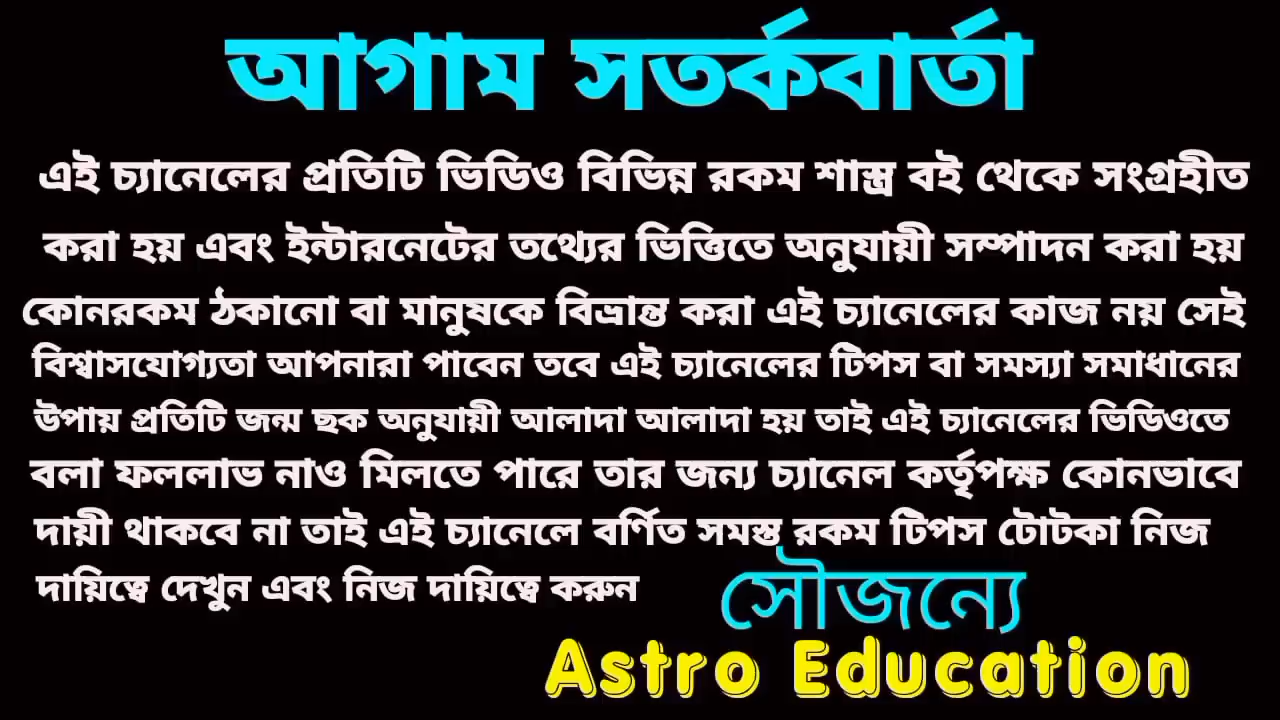 আগাম সতর্কবার্তা
এই চ্যানেলের প্রতিটি ভিডিও বিভিন্ন রকম শাস্ত্র বই থেকে সংগ্রহীত
করা হয় এবং ইন্টারনেটের তথ্যের ভিত্তিতে অনুযায়ী সম্পাদন করা হয়
কোনরকম ঠকানো বা মানুষকে বিভ্রান্ত করা এই চ্যানেলের কাজ নয় সেই
বিশ্বাসযোগ্যতা আপনারা পাবেন তবে এই চ্যানেলের টিপস বা সমস্যা সমাধানের
উপায় প্রতিটি জন্ম ছক অনুযায়ী আলাদা আলাদা হয় তাই এই চ্যানেলের ভিডিওতে
বলা ফললাভ নাও মিলতে পারে তার জন্য চ্যানেল কর্তৃপক্ষ কোনভাবে
দায়ী থাকবে না তাই এই চ্যানেলে বর্ণিত সমস্ত রকম টিপস টোটকা নিজ
দায়িত্বে দেখুন এবং নিজ দায়িত্বে করুন
সৌজন্যে
Astro Education